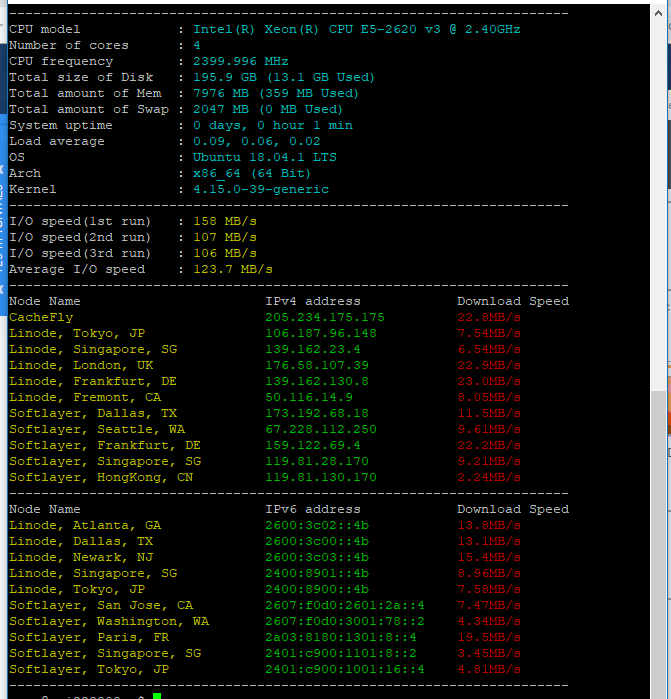 CPU model : Intel(R) Xeon(R) CPU E5-2620 v3 @ 2.40GHz
Number of cores : 4
CPU frequency : 2399.996 MHz
Total size of Disk : 195.9 GB (13.1 GB Used)
Total amount of Mem : 7976 MB (359 MB Used)
Total amount of Swap : 2047 MB (0 MB Used)
System uptime : 0 days, 0 hour 1 min
Load average : 0.09, 0.06, 0.02
OS : Ubuntu 18.04.1 LTS
Arch : x86_64 (64 Bit)
Kernel : 4.15.0-39-generic
I/O speed(1st run) : 158 MB/s
I/O speed(2nd run) : 107 MB/s
I/O speed(3rd run) : 106 MB/s
Average I/O speed : 123.7 MB/s
Node Name IPv4 address Download Speed
CacheFly 205.234.175.175 22.8MB/s
Linode, Tokyo, JP 106.187.96.148 7.54MB/s
Linode, Singapore, SG 139.162.23.4 6.54MB/s
Linode, London, UK 176.58.107.39 22.9MB/s
Linode, Frankfurt, DE 139.162.130.8 23.0MB/s
Linode, Fremont, CA 50.116.14.9 8.05MB/s
Softlayer, Dallas, TX 173.192.68.18 11.5MB/s
Softlayer, Seattle, WA 67.228.112.250 9.61MB/s
Softlayer, Frankfurt, DE 159.122.69.4 22.2MB/s
Softlayer, Singapore, SG 119.81.28.170 9.21MB/s
Softlayer, HongKong, CN 119.81.130.170 2.24MB/s
Node Name IPv6 address Download Speed
Linode, Atlanta, GA 2600:3c02::4b 13.8MB/s
Linode, Dallas, TX 2600:3c00::4b 13.1MB/s
Linode, Newark, NJ 2600:3c03::4b 15.4MB/s
Linode, Singapore, SG 2400:8901::4b 8.96MB/s
Linode, Tokyo, JP 2400:8900::4b 7.58MB/s
Softlayer, San Jose, CA 2607:f0d0:2601:2a::4 7.47MB/s
Softlayer, Washington, WA 2607:f0d0:3001:78::2 4.34MB/s
Softlayer, Paris, FR 2a03:8180:1301:8::4 19.5MB/s
Softlayer, Singapore, SG 2401:c900:1101:8::2 3.45MB/s
Softlayer, Tokyo, JP 2401:c900:1001:16::4 4.81MB/s